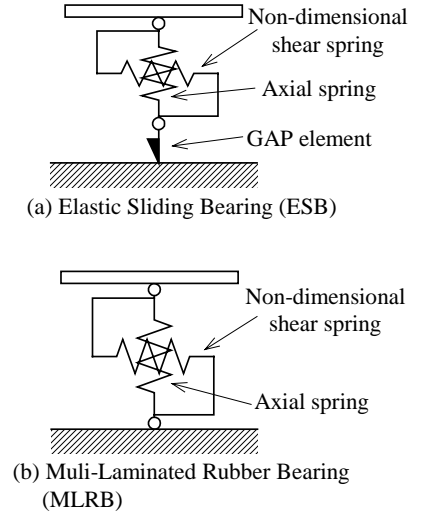 Non-dimensional
shear spring
Axial spring
GAP element
(a) Elastic Sliding Bearing (ESB)
Non-dimensional
shear spring
Axial spring
(b) Muli-Laminated Rubber Bearing
(MLRB)